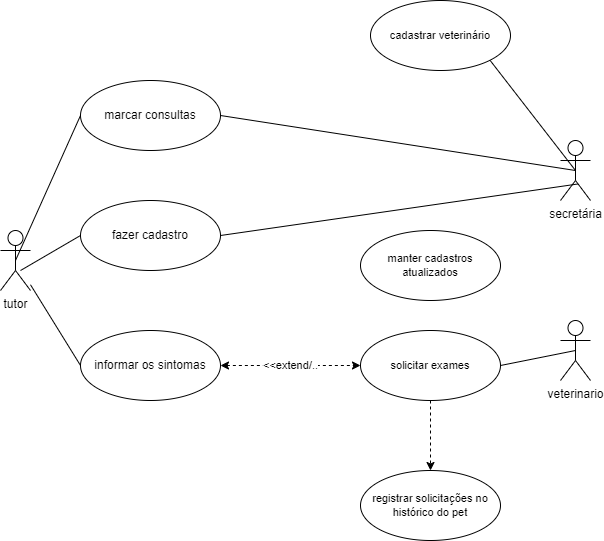 cadastrar veterinário
marcar consultas
secretária
fazer cadastro
manter cadastros
atualizados
tutor
informar os sintomas
<<extend/..
solicitar exames
veterinario
registrar solicitações no
histórico do pet